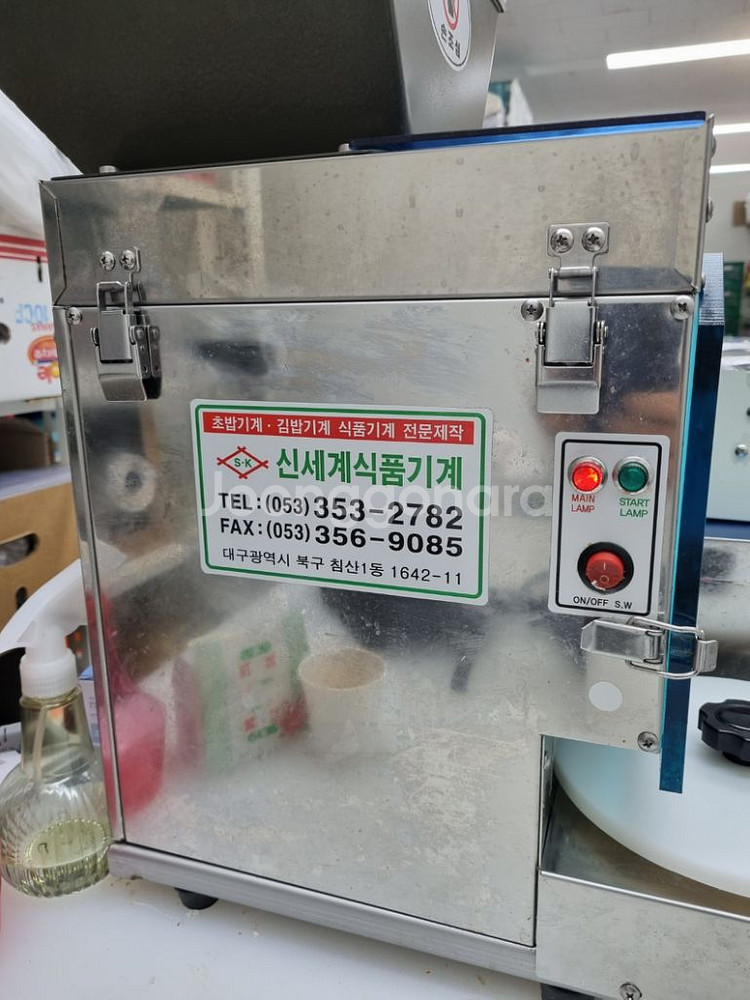 초밥기계·김밥기계 식품기계 전문제작
S·K
신세계식품기계
TEL:(053)353-2782
FAX:(053)356-9085
대구광역시 북구 침산1동 1642-11
MAIN LAMP
START LAMP
ON/OFF S.W
Joonggonara